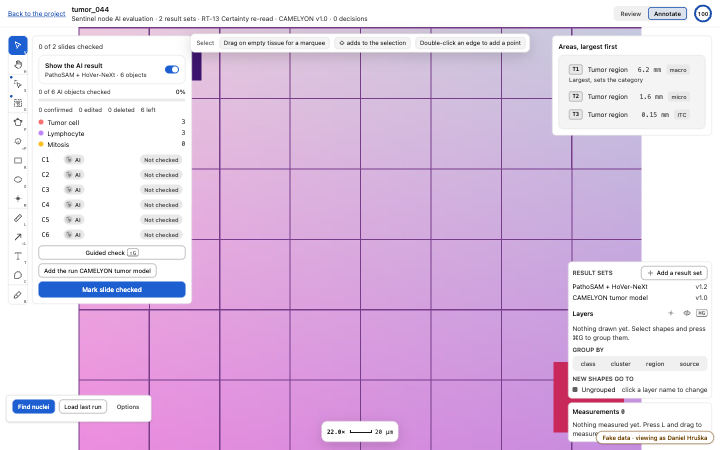 Back to the project
tumor_044
Sentinel node AI evaluation · 2 result sets · RT-13 Certainty re-read · CAMELYON v1.0 · 0 decisions
Review
Annotate
100
Select
Drag on empty tissue for a marquee
adds to the selection
Double-click an edge to add a point
0 of 2 slides checked
Show the AI result
PathoSAM + HoVer-NeXt · 6 objects
0 of 6 AI objects checked
0%
0 confirmed 0 edited 0 deleted 6 left
Tumor cell 3
Lymphocyte 3
Mitosis 0
C1 AI Not checked
C2 AI Not checked
C3 AI Not checked
C4 AI Not checked
C5 AI Not checked
C6 AI Not checked
Guided check
Add the run CAMELYON tumor model
Mark slide checked
Find nuclei
Load last run
Options
22.0× 20 µm
Areas, largest first
T1 Tumor region 6.2 mm macro
Largest, sets the category
T2 Tumor region 1.6 mm micro
T3 Tumor region 0.15 mm ITC
RESULT SETS
+ Add a result set
PathoSAM + HoVer-NeXt v1.2
CAMELYON tumor model v1.0
Layers
⌘G
Nothing drawn yet. Select shapes and press
⌘G to group them.
GROUP BY
class cluster region source
NEW SHAPES GO TO
Ungrouped click a layer name to change
Measurements 0
Nothing measured yet. Press L and drag to
Fake data · viewing as Daniel Hruška